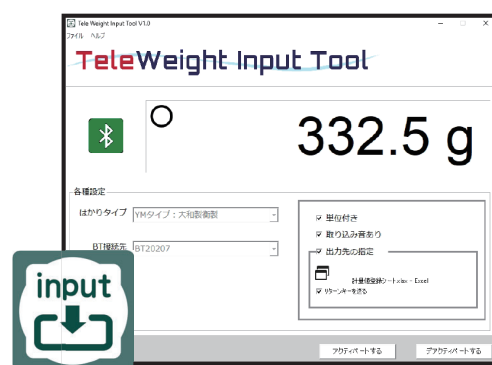 Tele Weight Input Tool V1.0
ファイル ヘルプ
TeleWeight Input Tool
332.5 g
各種設定
はかりタイプ YMタイプ：大和製衡製
BT接続先 BT20207
単位付き
取り込み音あり
出力先の指定
計量値登録シート.xlsx - Excel
リターンキーを送る
input
アクティベートする デアクティベートする